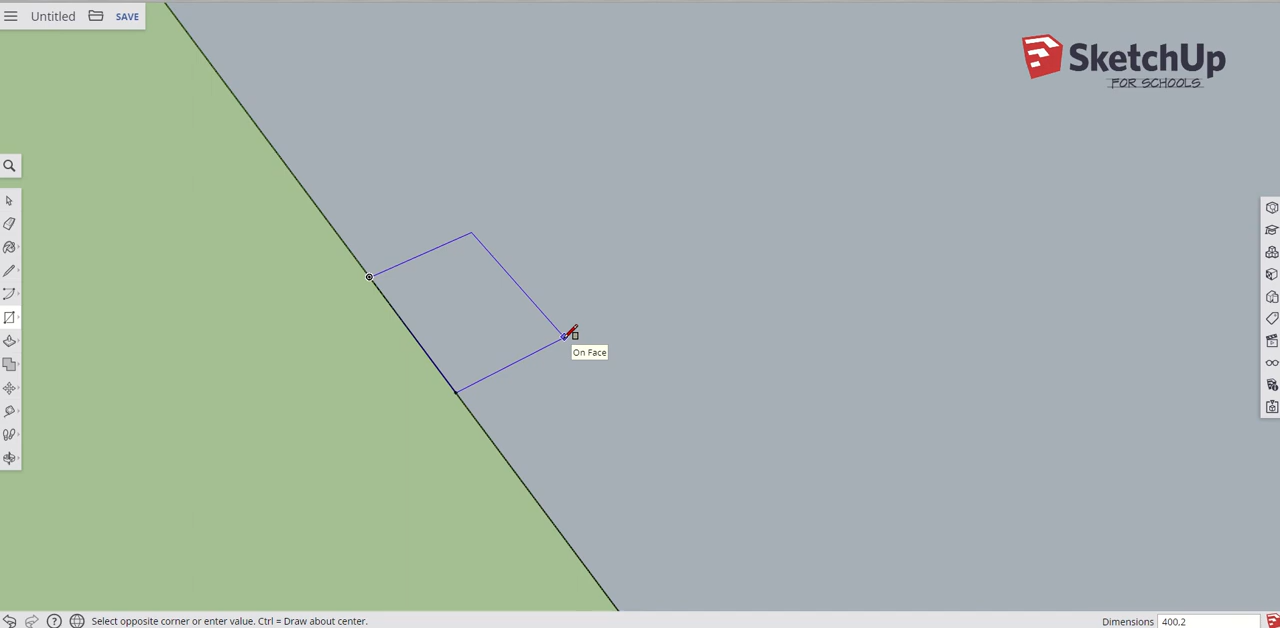 Untitled SAVE
SketchUp
FOR SCHOOLS
On Face
Select opposite corner or enter value. Ctrl = Draw about center.
Dimensions 400,2